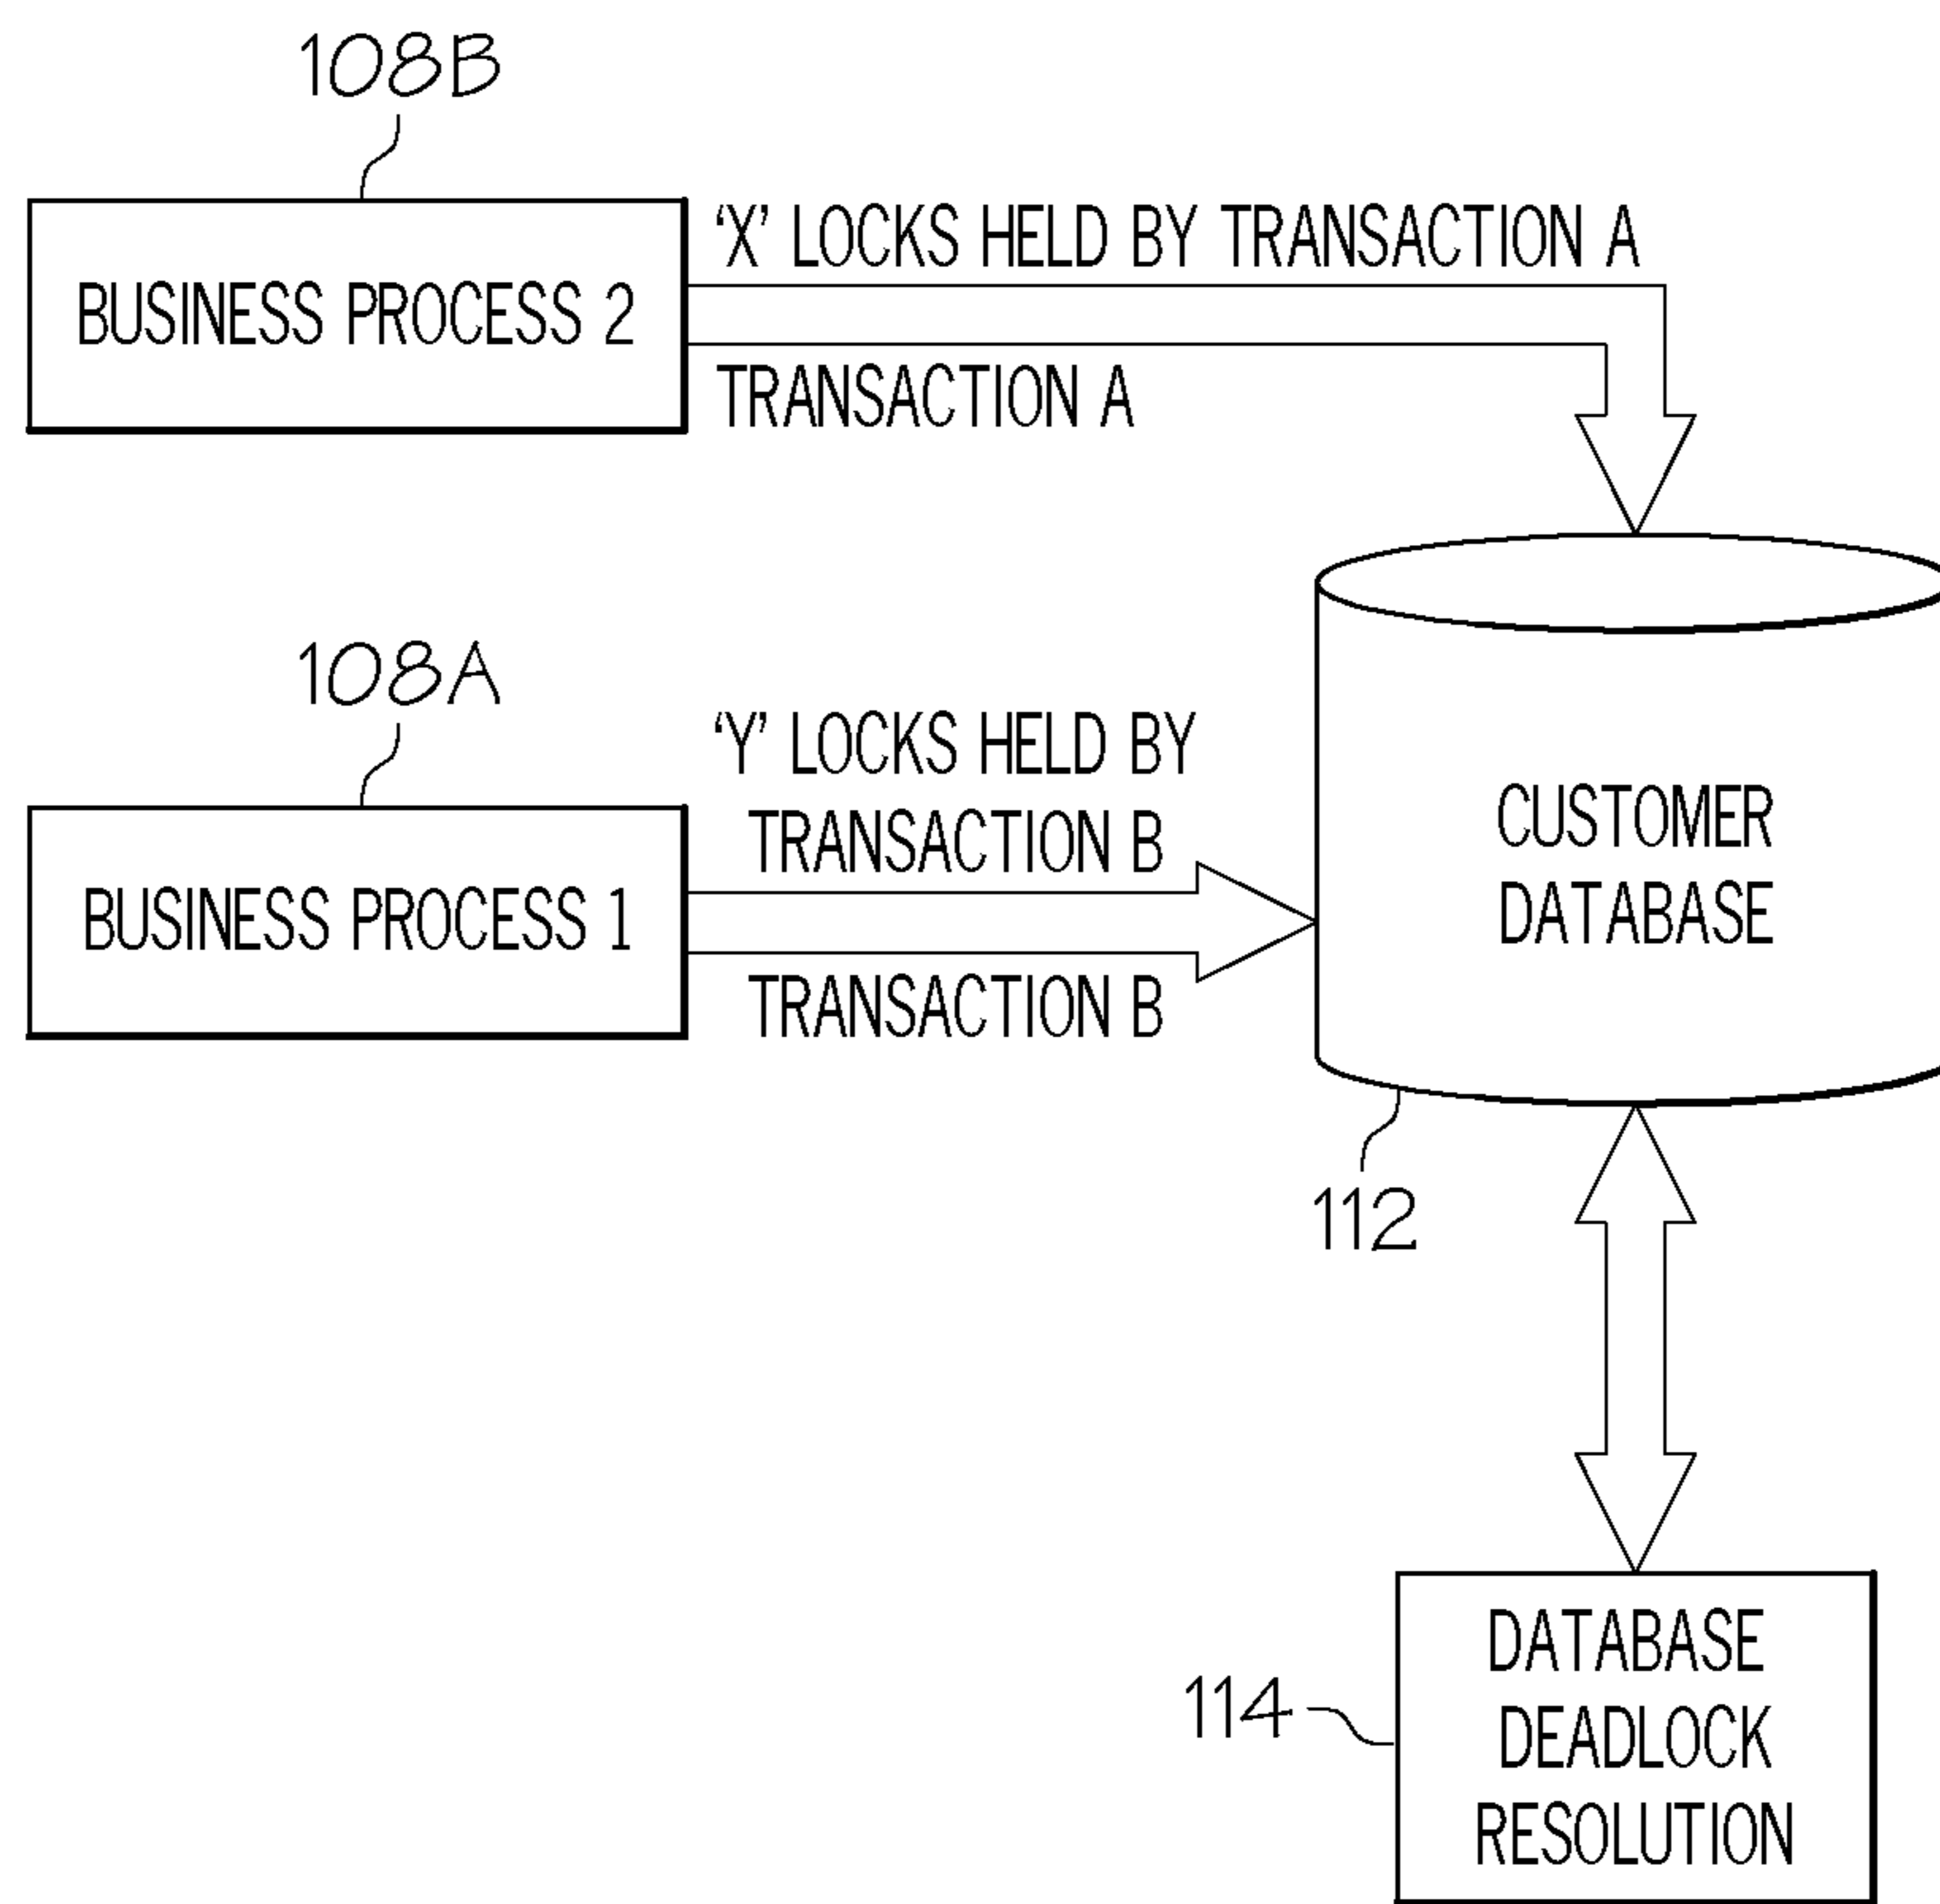 108B
BUSINESS PROCESS 2
‘X’ LOCKS HELD BY TRANSACTION A
TRANSACTION A
108A
BUSINESS PROCESS 1
‘Y’ LOCKS HELD BY
TRANSACTION B
TRANSACTION B
CUSTOMER
DATABASE
112
114
DATABASE
DEADLOCK
RESOLUTION